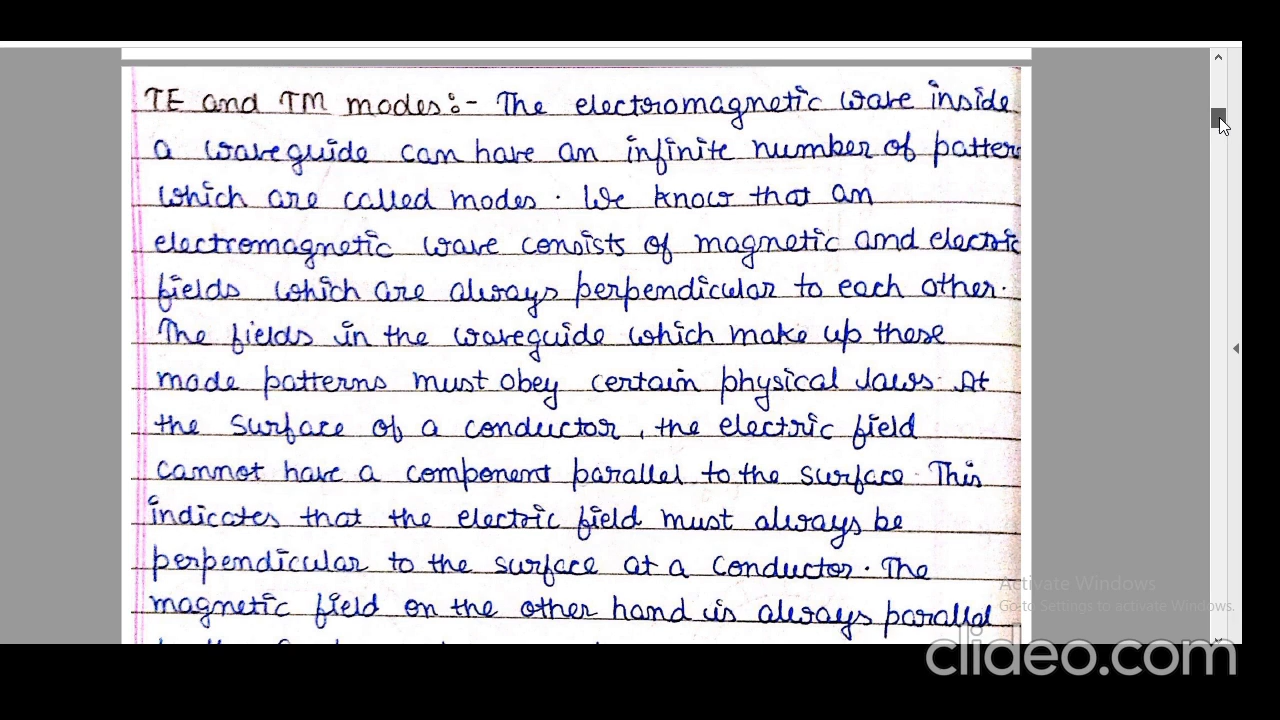 TE and TM modes:- The electromagnetic wave inside
a waveguide can have an infinite number of patter
which are called modes. We know that an
electromagnetic wave consists of magnetic and electric
fields which are always perpendicular to each other.
The fields in the waveguide which make up these
mode patterns must obey certain physical laws. At
the surface of a conductor, the electric field
cannot have a component parallel to the surface. This
indicates that the electric field must always be
perpendicular to the surface at a conductor. The
magnetic field on the other hand is always parallel
Activate Windows
Go to Settings to activate Windows.
clideo.com